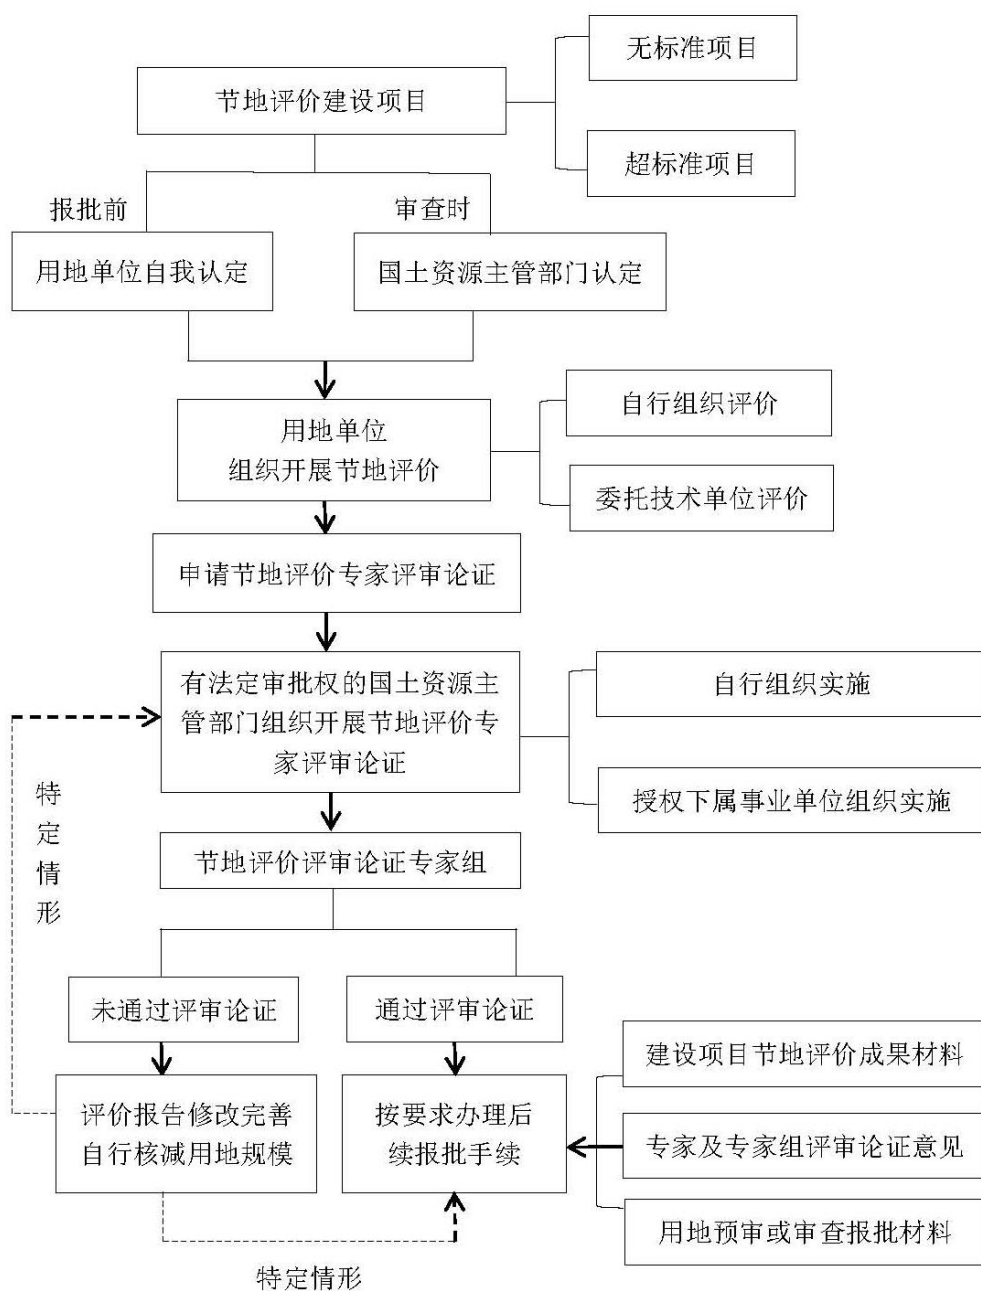 无标准项目
节地评价建设项目
超标准项目
报批前
审查时
用地单位自我认定
国土资源主管部门认定
自行组织评价
用地单位
组织开展节地评价
委托技术单位评价
申请节地评价专家评审论证
有法定审批权的国土资源主
管部门组织开展节地评价专
家评审论证
自行组织实施
授权下属事业单位组织实施
特
定
情
形
节地评价评审论证专家组
未通过评审论证
通过评审论证
建设项目节地评价成果材料
评价报告修改完善
自行核减用地规模
按要求办理后
续报批手续
专家及专家组评审论证意见
用地预审或审查报批材料
特定情形